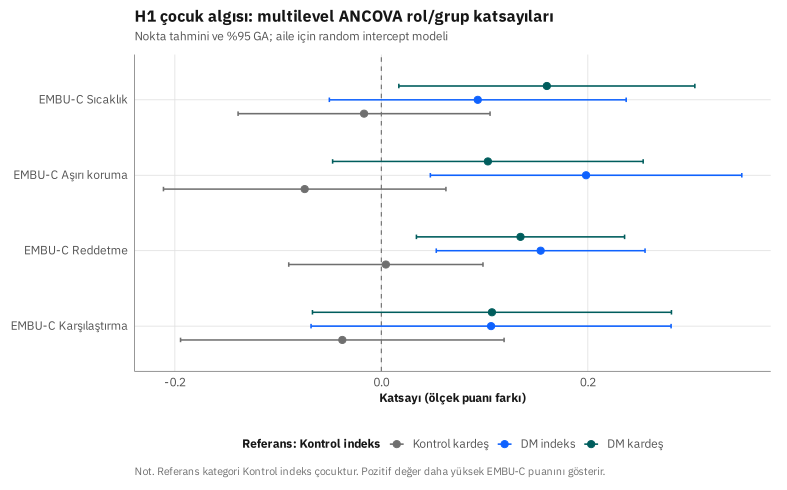 H1 çocuk algısı: multilevel ANCOVA rol/grup katsayıları
Nokta tahmini ve %95 GA; aile için random intercept modeli
EMBU-C Sıcaklık
EMBU-C Aşırı koruma
EMBU-C Reddetme
EMBU-C Karşılaştırma
-0.2 0.0 0.2
Katsayı (ölçek puanı farkı)
Referans: Kontrol indeks Kontrol kardeş DM indeks DM kardeş
Not. Referans kategori Kontrol indeks çocuktur. Pozitif değer daha yüksek EMBU-C puanını gösterir.